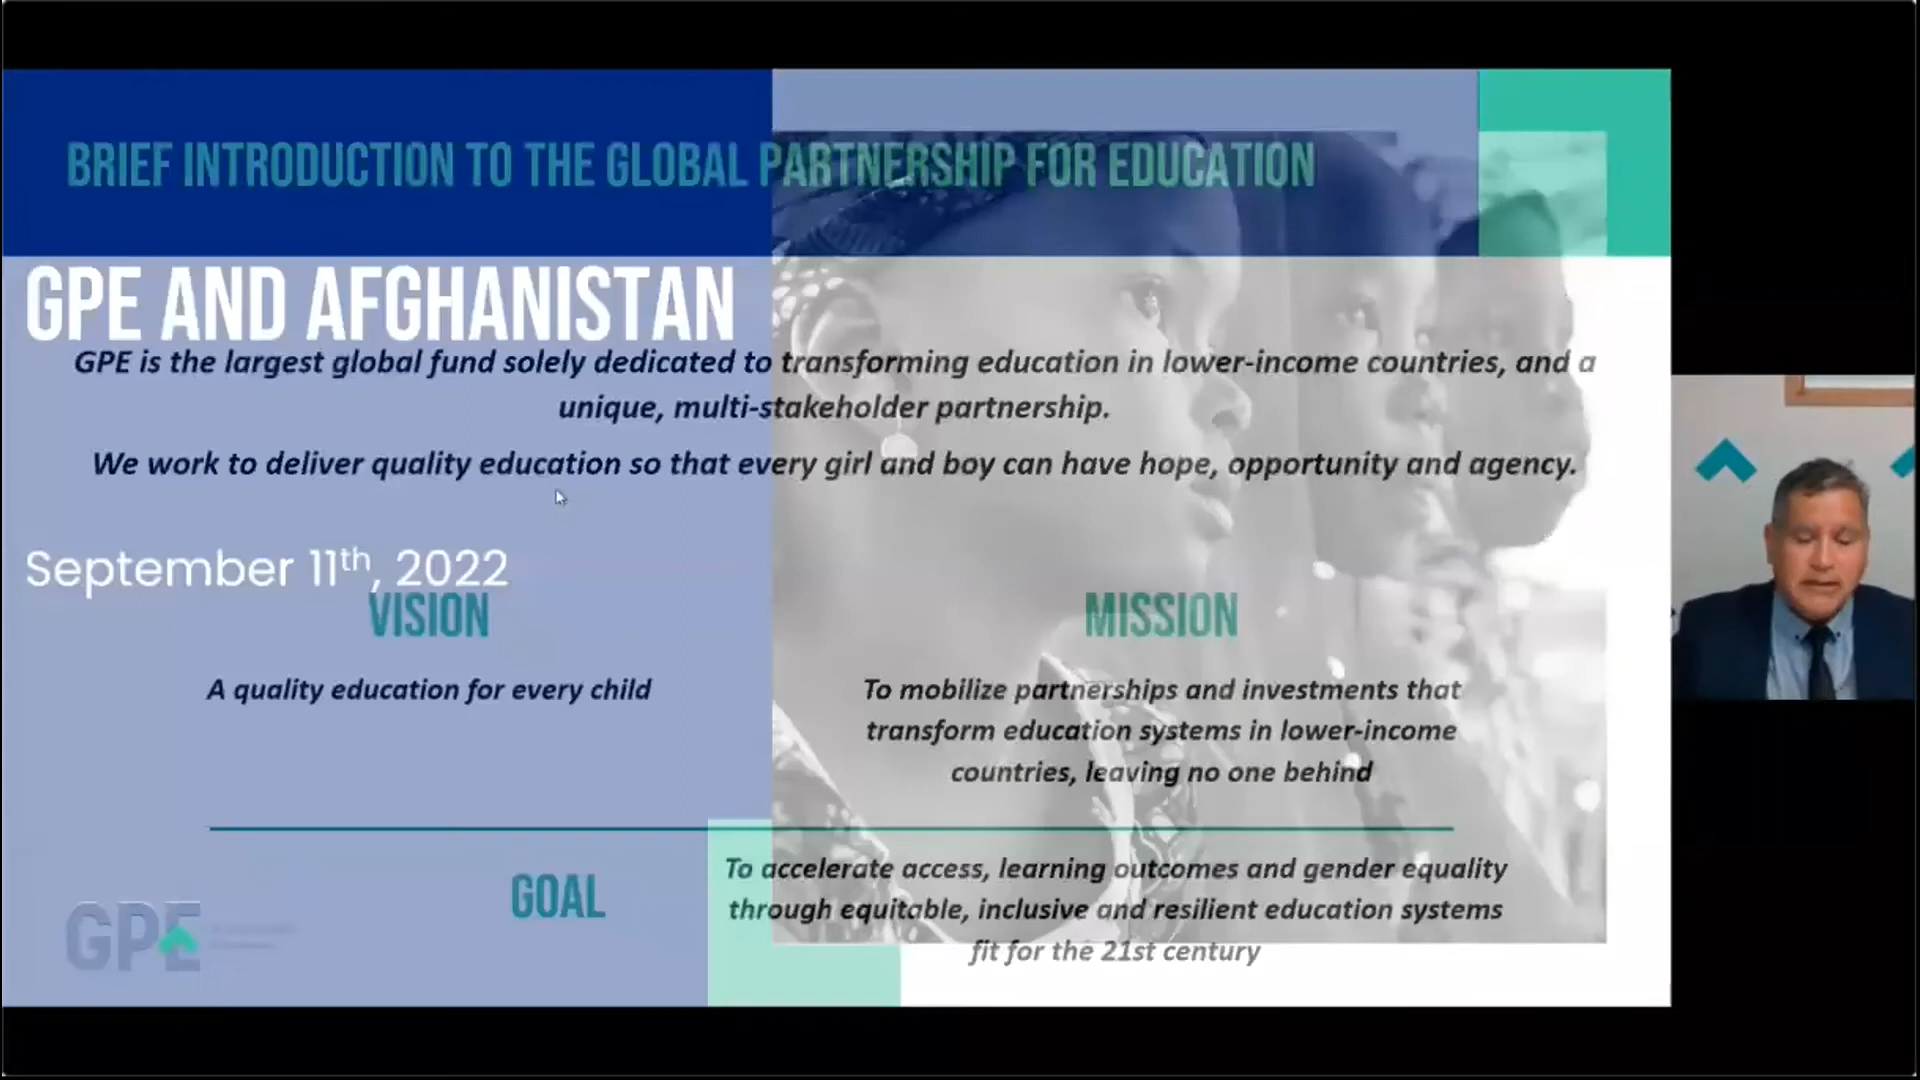 BRIEF INTRODUCTION TO THE GLOBAL PARTNERSHIP FOR EDUCATION
GPE AND AFGHANISTAN
GPE is the largest global fund solely dedicated to transforming education in lower-income countries, and a
unique, multi-stakeholder partnership.
We work to deliver quality education so that every girl and boy can have hope, opportunity and agency.
September 11th, 2022
VISION
A quality education for every child
MISSION
To mobilize partnerships and investments that
transform education systems in lower-income
countries, leaving no one behind
GOAL
To accelerate access, learning outcomes and gender equality
through equitable, inclusive and resilient education systems
fit for the 21st century
GPE